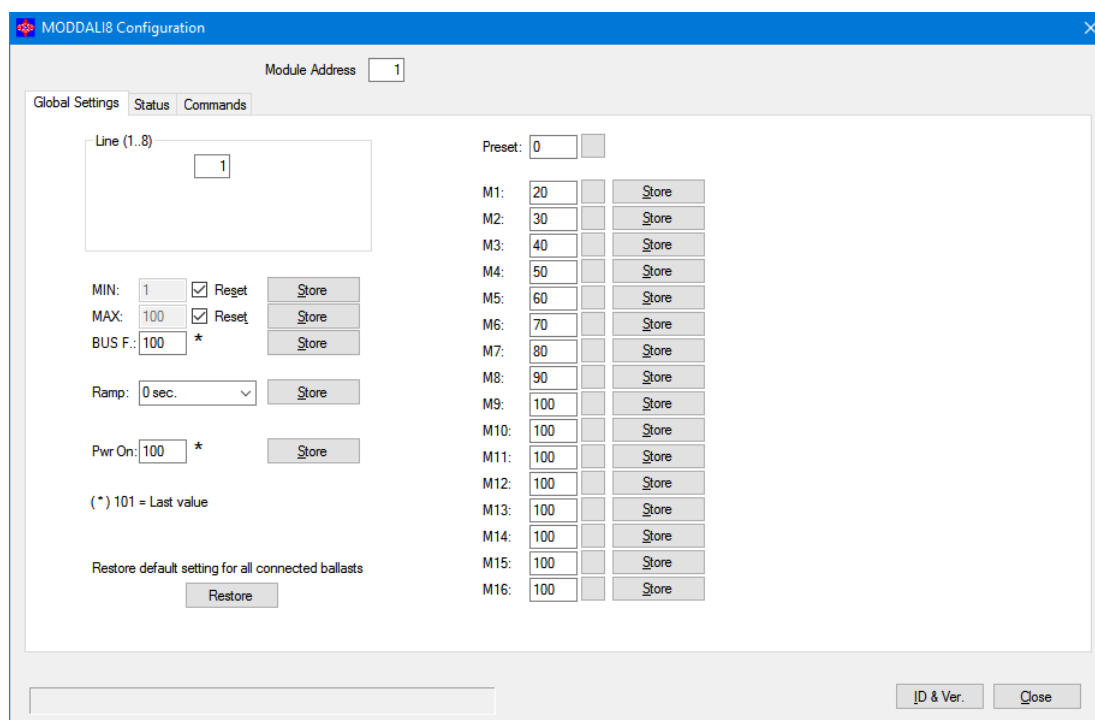 MODDALI8 Configuration
Module Address 1
Global Settings Status Commands
Line (1..8)
1
MIN: 1 Reset Store
MAX: 100 Reset Store
BUS F.: 100 * Store
Ramp: 0 sec. Store
Pwr On: 100 * Store
(*) 101 = Last value
Restore default setting for all connected ballasts
Restore
Preset: 0
M1: 20 Store
M2: 30 Store
M3: 40 Store
M4: 50 Store
M5: 60 Store
M6: 70 Store
M7: 80 Store
M8: 90 Store
M9: 100 Store
M10: 100 Store
M11: 100 Store
M12: 100 Store
M13: 100 Store
M14: 100 Store
M15: 100 Store
M16: 100 Store
ID & Ver. Close